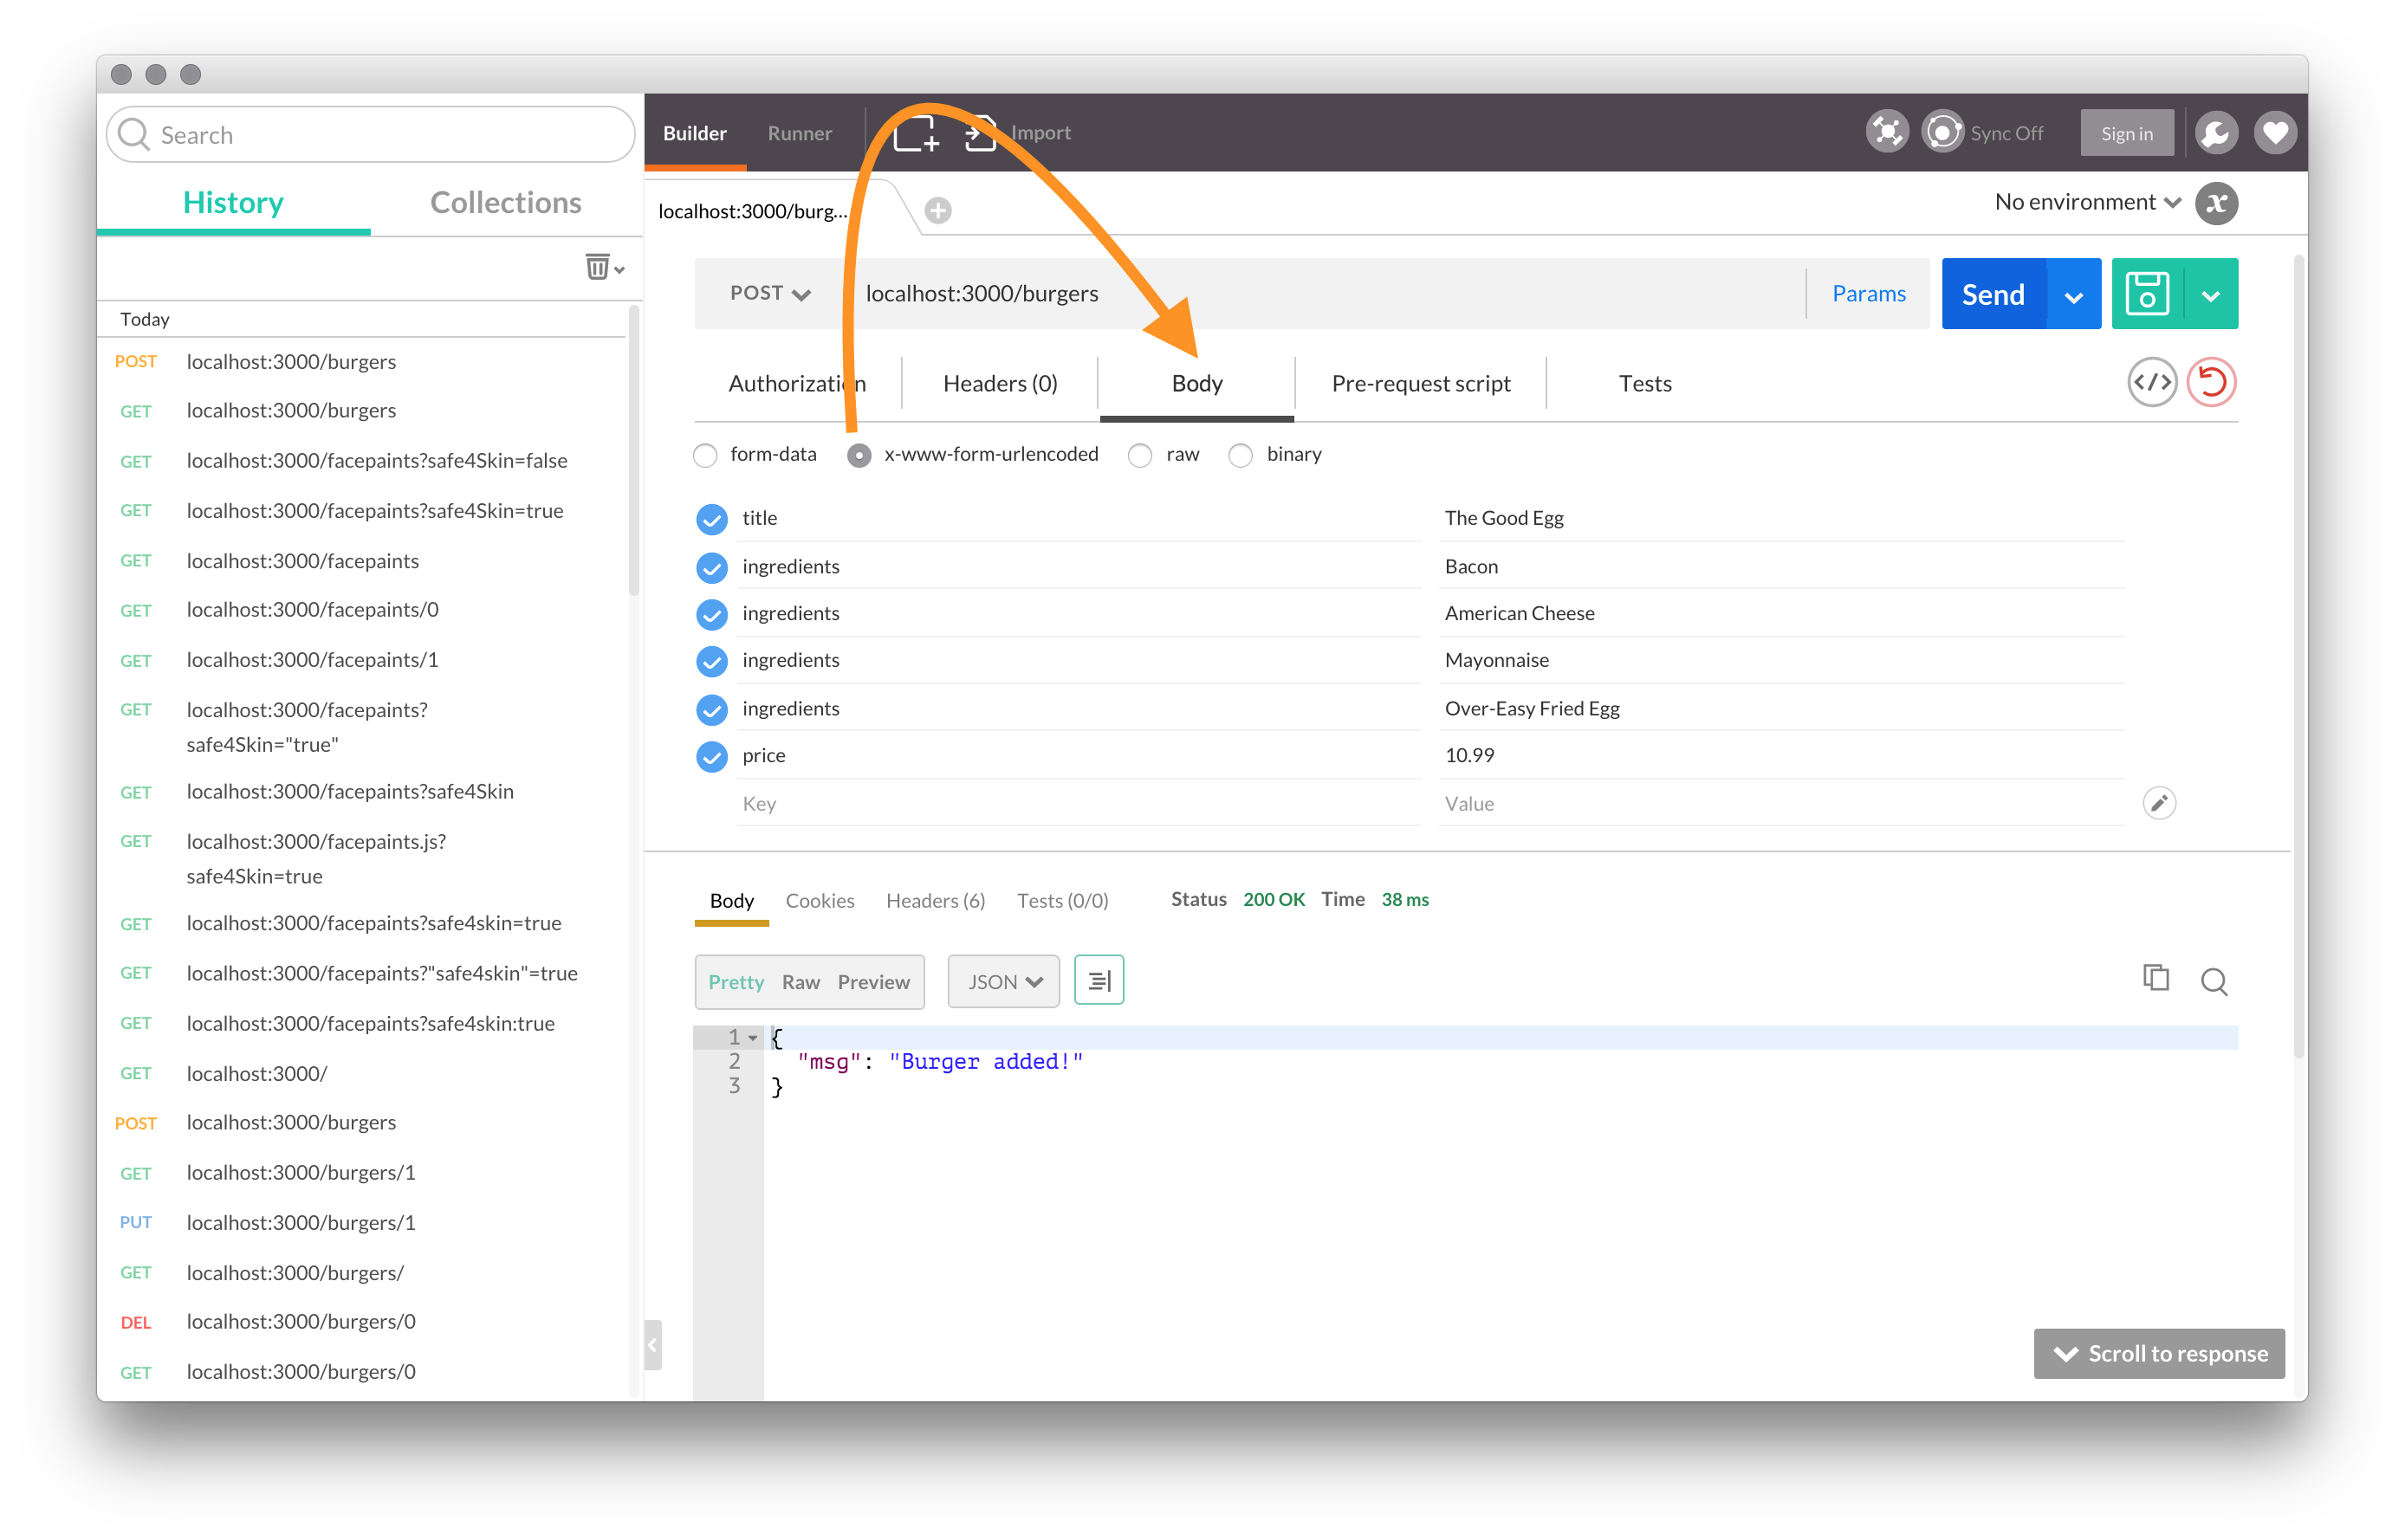 Search
History
Collections
Today
POST localhost:3000/burgers
GET localhost:3000/burgers
GET localhost:3000/facepaints?safe4Skin=false
GET localhost:3000/facepaints?safe4Skin=true
GET localhost:3000/facepaints
GET localhost:3000/facepaints/0
GET localhost:3000/facepaints/1
GET localhost:3000/facepaints?
safe4Skin="true"
GET localhost:3000/facepaints?safe4Skin
GET localhost:3000/facepaints.js?
safe4Skin=true
GET localhost:3000/facepaints?safe4skin=true
GET localhost:3000/facepaints?"safe4skin"=true
GET localhost:3000/facepaints?safe4skin:true
GET localhost:3000/
POST localhost:3000/burgers
GET localhost:3000/burgers/1
PUT localhost:3000/burgers/1
GET localhost:3000/burgers/
DEL localhost:3000/burgers/0
GET localhost:3000/burgers/0
Builder Runner Import Sync Off Sign in
localhost:3000/burg...
No environment
POST localhost:3000/burgers Params Send
Authorization Headers (0) Body Pre-request script Tests
form-data x-www-form-urlencoded raw binary
title The Good Egg
ingredients Bacon
ingredients American Cheese
ingredients Mayonnaise
ingredients Over-Easy Fried Egg
price 10.99
Key Value
Body Cookies Headers (6) Tests (0/0) Status 200 OK Time 38 ms
Pretty Raw Preview JSON
1 {
2 "msg": "Burger added!"
3 }
Scroll to response